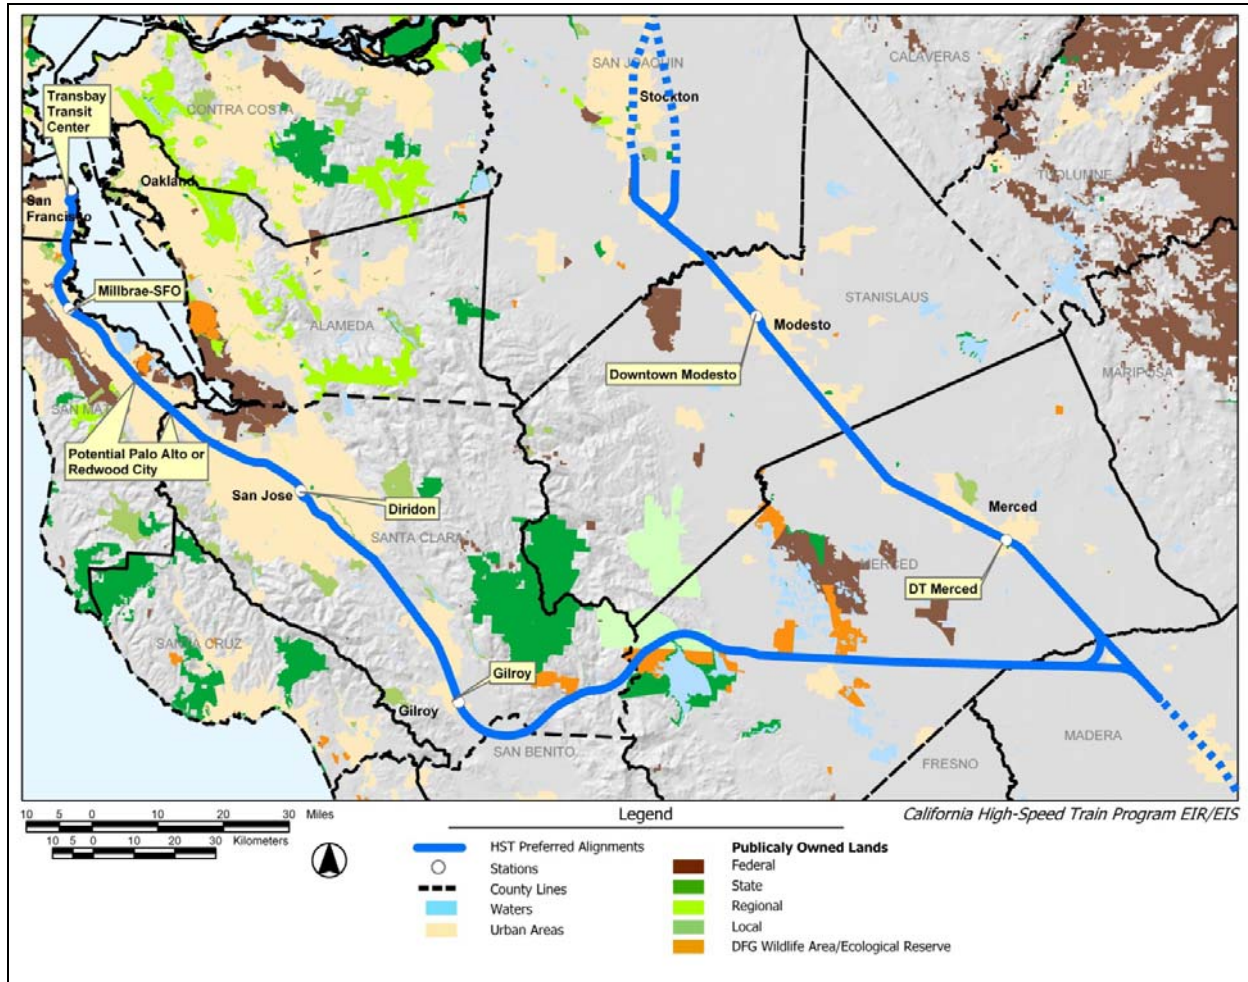 CALAVERAS
SAN JOAQUIN
Stockton
Transbay
Transit
Center
CONTRA COSTA
TUOLUMNE
Oakland
San
Francisco
Millbrae-SFO
STANISLAUS
ALAMEDA
Modesto
MARIPOSA
Downtown Modesto
SAN MAT
Potential Palo Alto or
Redwood City
San Jose
Diridon
Merced
SANTA CLARA
MERCED
DT Merced
SANTA CRUZ
Gilroy
Gilroy
SAN BENITO
MADERA
FRESNO
10 5 0 10 20 30 Miles
10 5 0 10 20 30 Kilometers
Legend
California High-Speed Train Program EIR/EIS
HST Preferred Alignments
Stations
County Lines
Waters
Urban Areas
Publicaly Owned Lands
Federal
State
Regional
Local
DFG Wildlife Area/Ecological Reserve